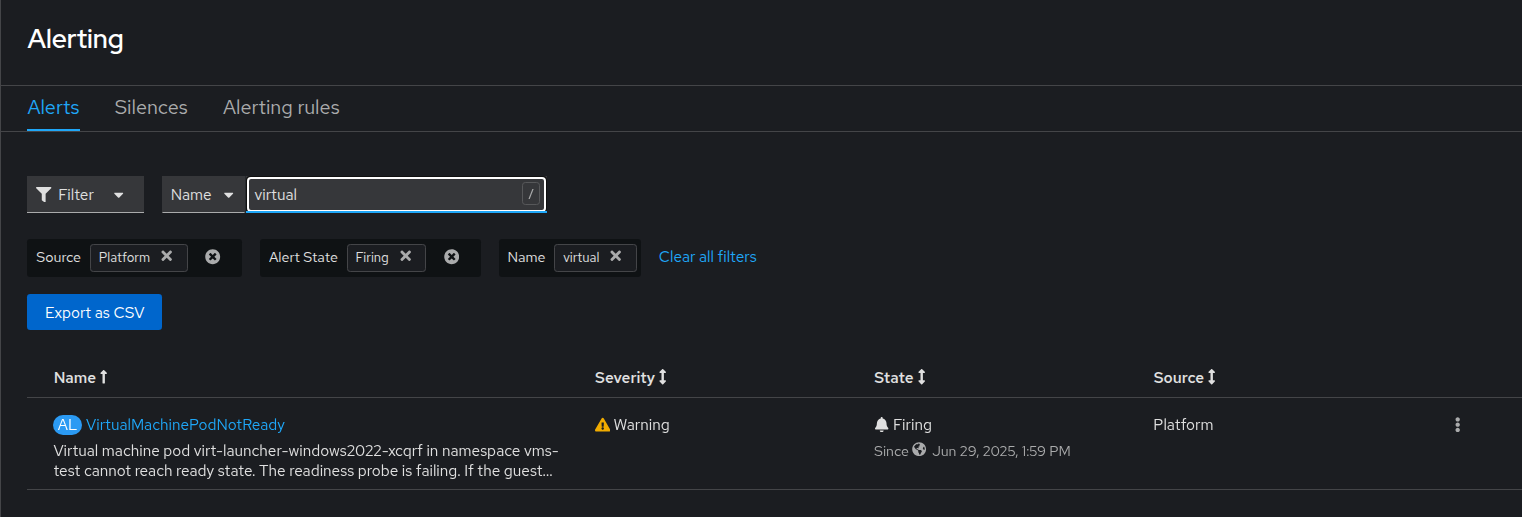 Alerting
Alerts Silences Alerting rules
Filter Name virtual /
Source Platform Alert State Firing Name virtual Clear all filters
Export as CSV
Name Severity State Source
AL VirtualMachinePodNotReady Warning Firing Platform
Virtual machine pod virt-launcher-windows2022-xcqrf in namespace vms- Since Jun 29, 2025, 1:59 PM
test cannot reach ready state. The readiness probe is failing. If the guest...